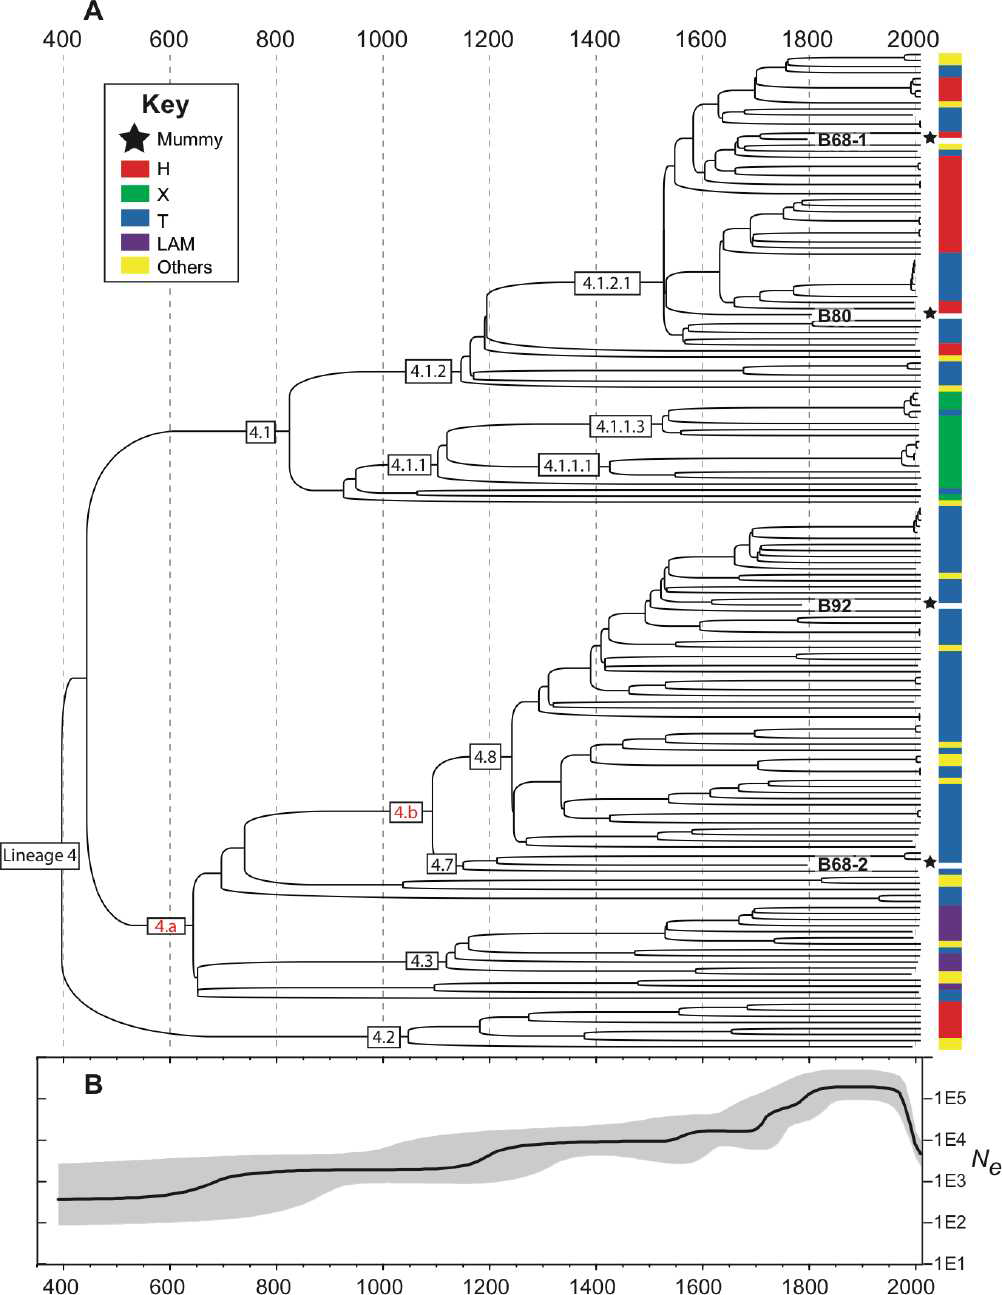 A
400 600 800 1000 1200 1400 1600 1800 2000
Key
Mummy
H
X
T
LAM
Others
B68-1
4.1.2.1
B80
4.1.2
4.1.1.3
4.1
4.1.1
4.1.1.1
B92
4.8
4.b
Lineage 4
4.7
B68-2
4.a
4.3
4.2
B
1E5
1E4
Ne
1E3
1E2
1E1
400 600 800 1000 1200 1400 1600 1800 2000